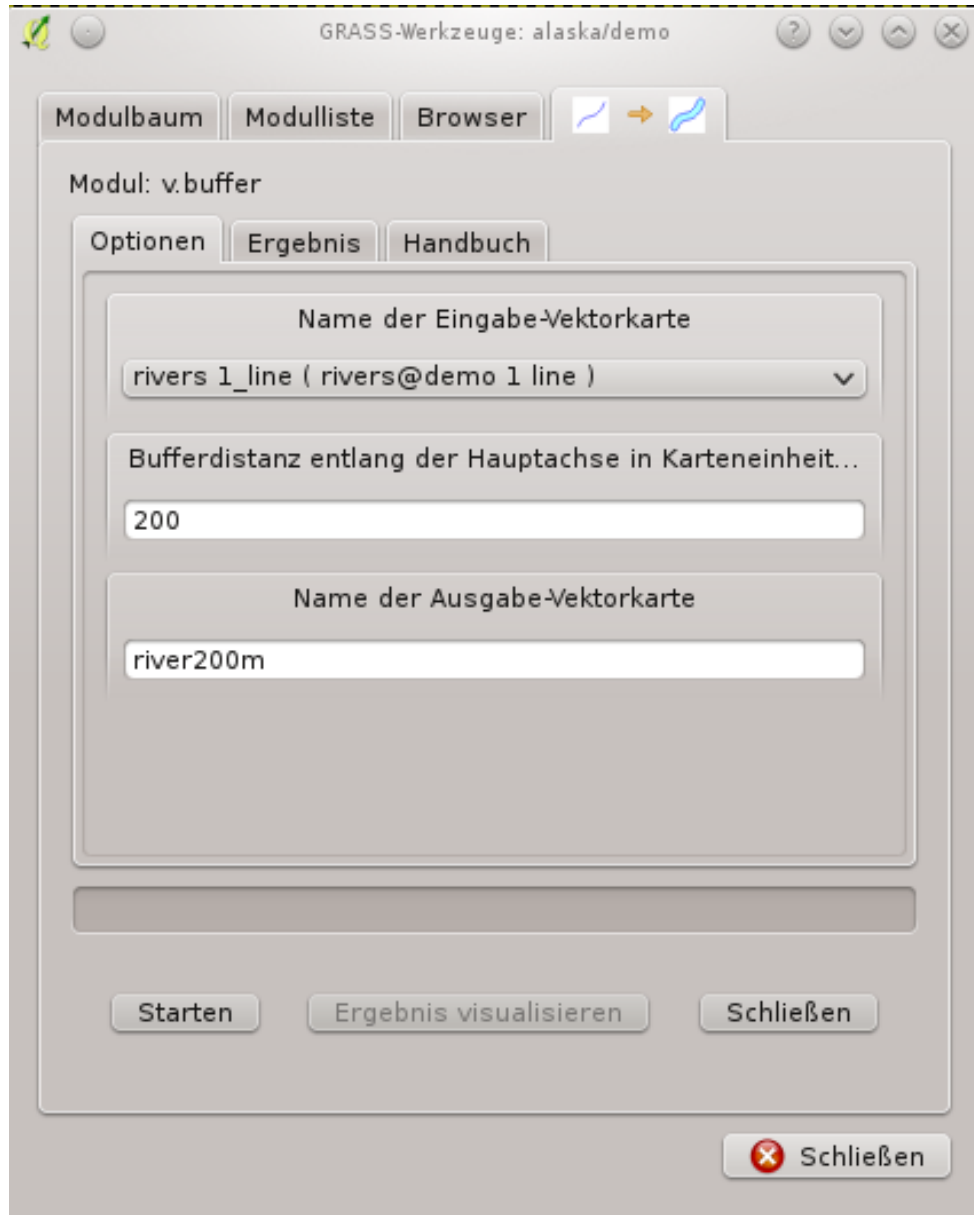 GRASS-Werkzeuge: alaska/demo
Modulbaum Modulliste Browser
Modul: v.buffer
Optionen Ergebnis Handbuch
Name der Eingabe-Vektorkarte
rivers 1_line ( rivers@demo 1 line )
Bufferdistanz entlang der Hauptachse in Karteneinheit...
200
Name der Ausgabe-Vektorkarte
river200m
Starten Ergebnis visualisieren Schließen
Schließen